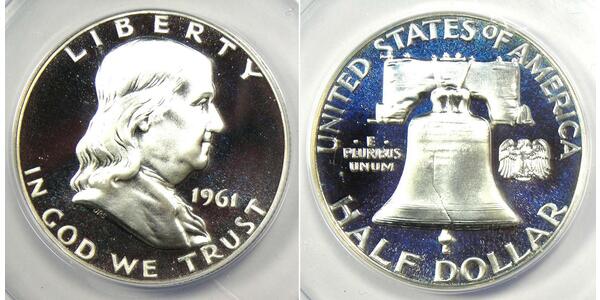 LIBERTY
IN GOD WE TRUST
1961
UNITED STATES OF AMERICA
·E·
PLURIBUS
UNUM
HALF DOLLAR